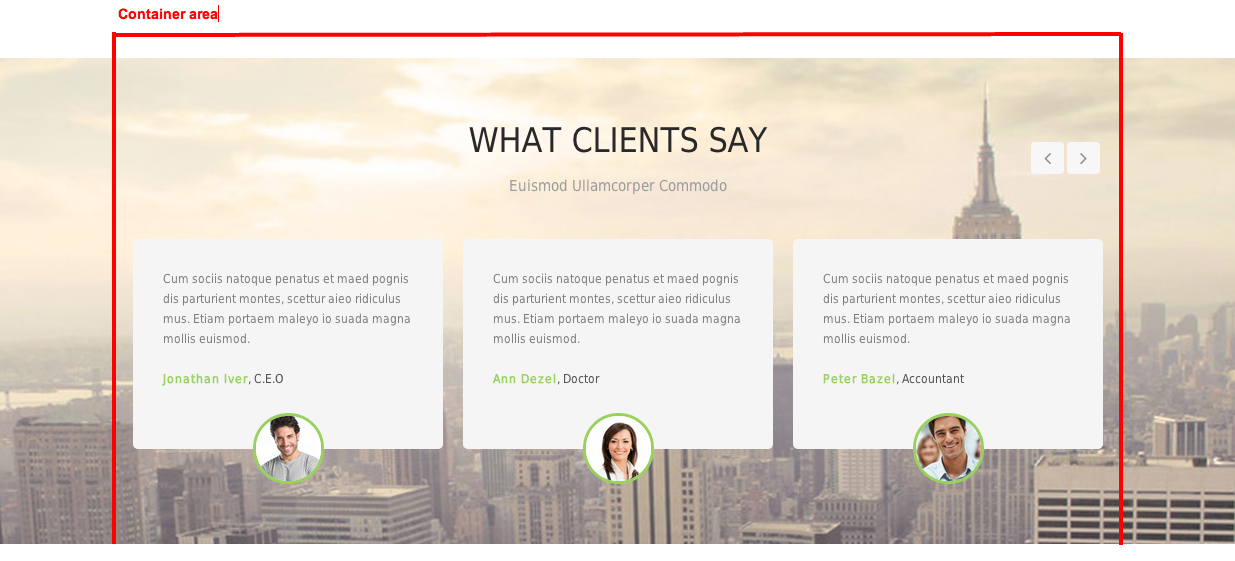 Container area
WHAT CLIENTS SAY
Euismod Ullamcorper Commodo
Cum sociis natoque penatus et maed pognis
dis parturient montes, scettur aieo ridiculus
mus. Etiam portaem maleyo io suada magna
mollis euismod.
Jonathan Iver, C.E.O
Cum sociis natoque penatus et maed pognis
dis parturient montes, scettur aieo ridiculus
mus. Etiam portaem maleyo io suada magna
mollis euismod.
Ann Dezel, Doctor
Cum sociis natoque penatus et maed pognis
dis parturient montes, scettur aieo ridiculus
mus. Etiam portaem maleyo io suada magna
mollis euismod.
Peter Bazel, Accountant